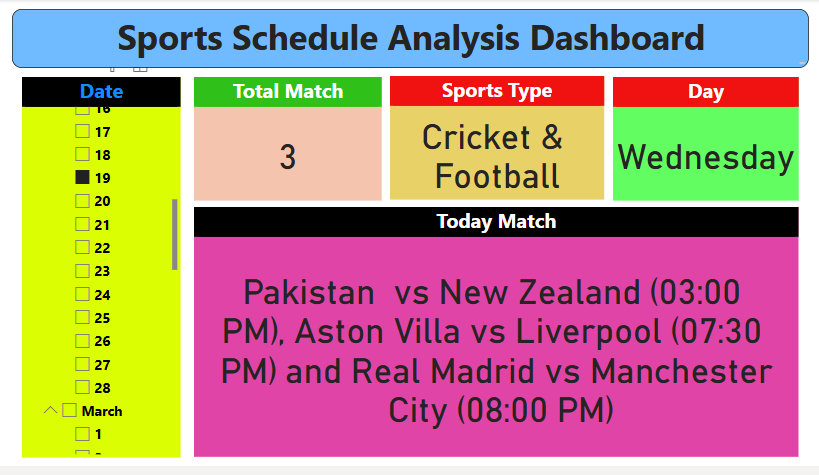 Sports Schedule Analysis Dashboard
Date
16
17
18
19
20
21
22
23
24
25
26
27
28
March
1
Total Match
3
Sports Type
Cricket &
Football
Day
Wednesday
Today Match
Pakistan vs New Zealand (03:00
PM), Aston Villa vs Liverpool (07:30
PM) and Real Madrid vs Manchester
City (08:00 PM)